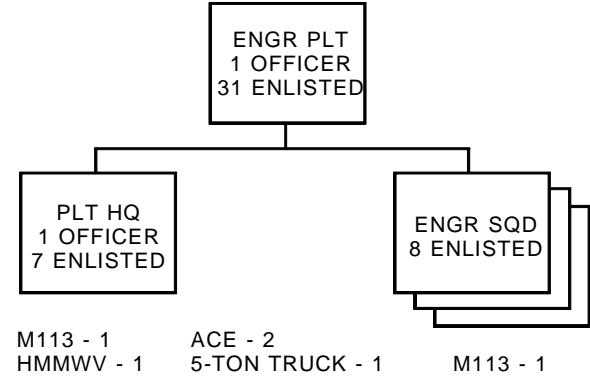 ENGR PLT
1 OFFICER
31 ENLISTED
PLT HQ
1 OFFICER
7 ENLISTED
ENGR SQD
8 ENLISTED
M113 - 1
HMMWV - 1
ACE - 2
5-TON TRUCK - 1
M113 - 1